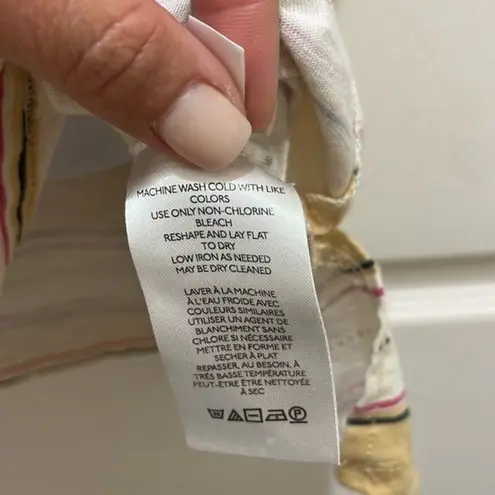 MACHINE WASH COLD WITH LIKE
COLORS
USE ONLY NON-CHLORINE
BLEACH
RESHAPE AND LAY FLAT
TO DRY
LOW IRON AS NEEDED
MAY BE DRY CLEANED
LAVER À LA MACHINE
À L'EAU FROIDE AVEC
COULEURS SIMILAIRES
UTILISER UN AGENT DE
BLANCHIMENT SANS
CHLORE SI NÉCESSAIRE
METTRE EN FORME ET
SECHER À PLAT
REPASSER, AU BESOIN, À
TRÈS BASSE TEMPÉRATURE
PEUT-ÊTRE ÊTRE NETTOYÉE
À SEC
P